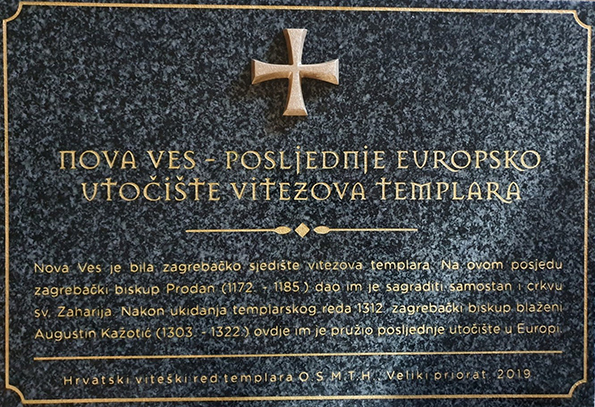 NOVA VES - POSLJEDNJE EUROPSKO
UTOČIŠTE VITEZOVA TEMPLARA
Nova Ves je bila zagrebačko sjedište vitezova templara. Na ovom posjedu
zagrebački biskup Prodan (1172. - 1185.) dao im je sagraditi samostan i crkvu
sv. Zaharija. Nakon ukidanja templarskog reda 1312. zagrebački biskup blaženi
Augustin Kažotić (1303. - 1322.) ovdje im je pružio posljednje utočište u Europi.
Hrvatski viteški red templara O.S.M.T.H., Veliki priorat, 2019.